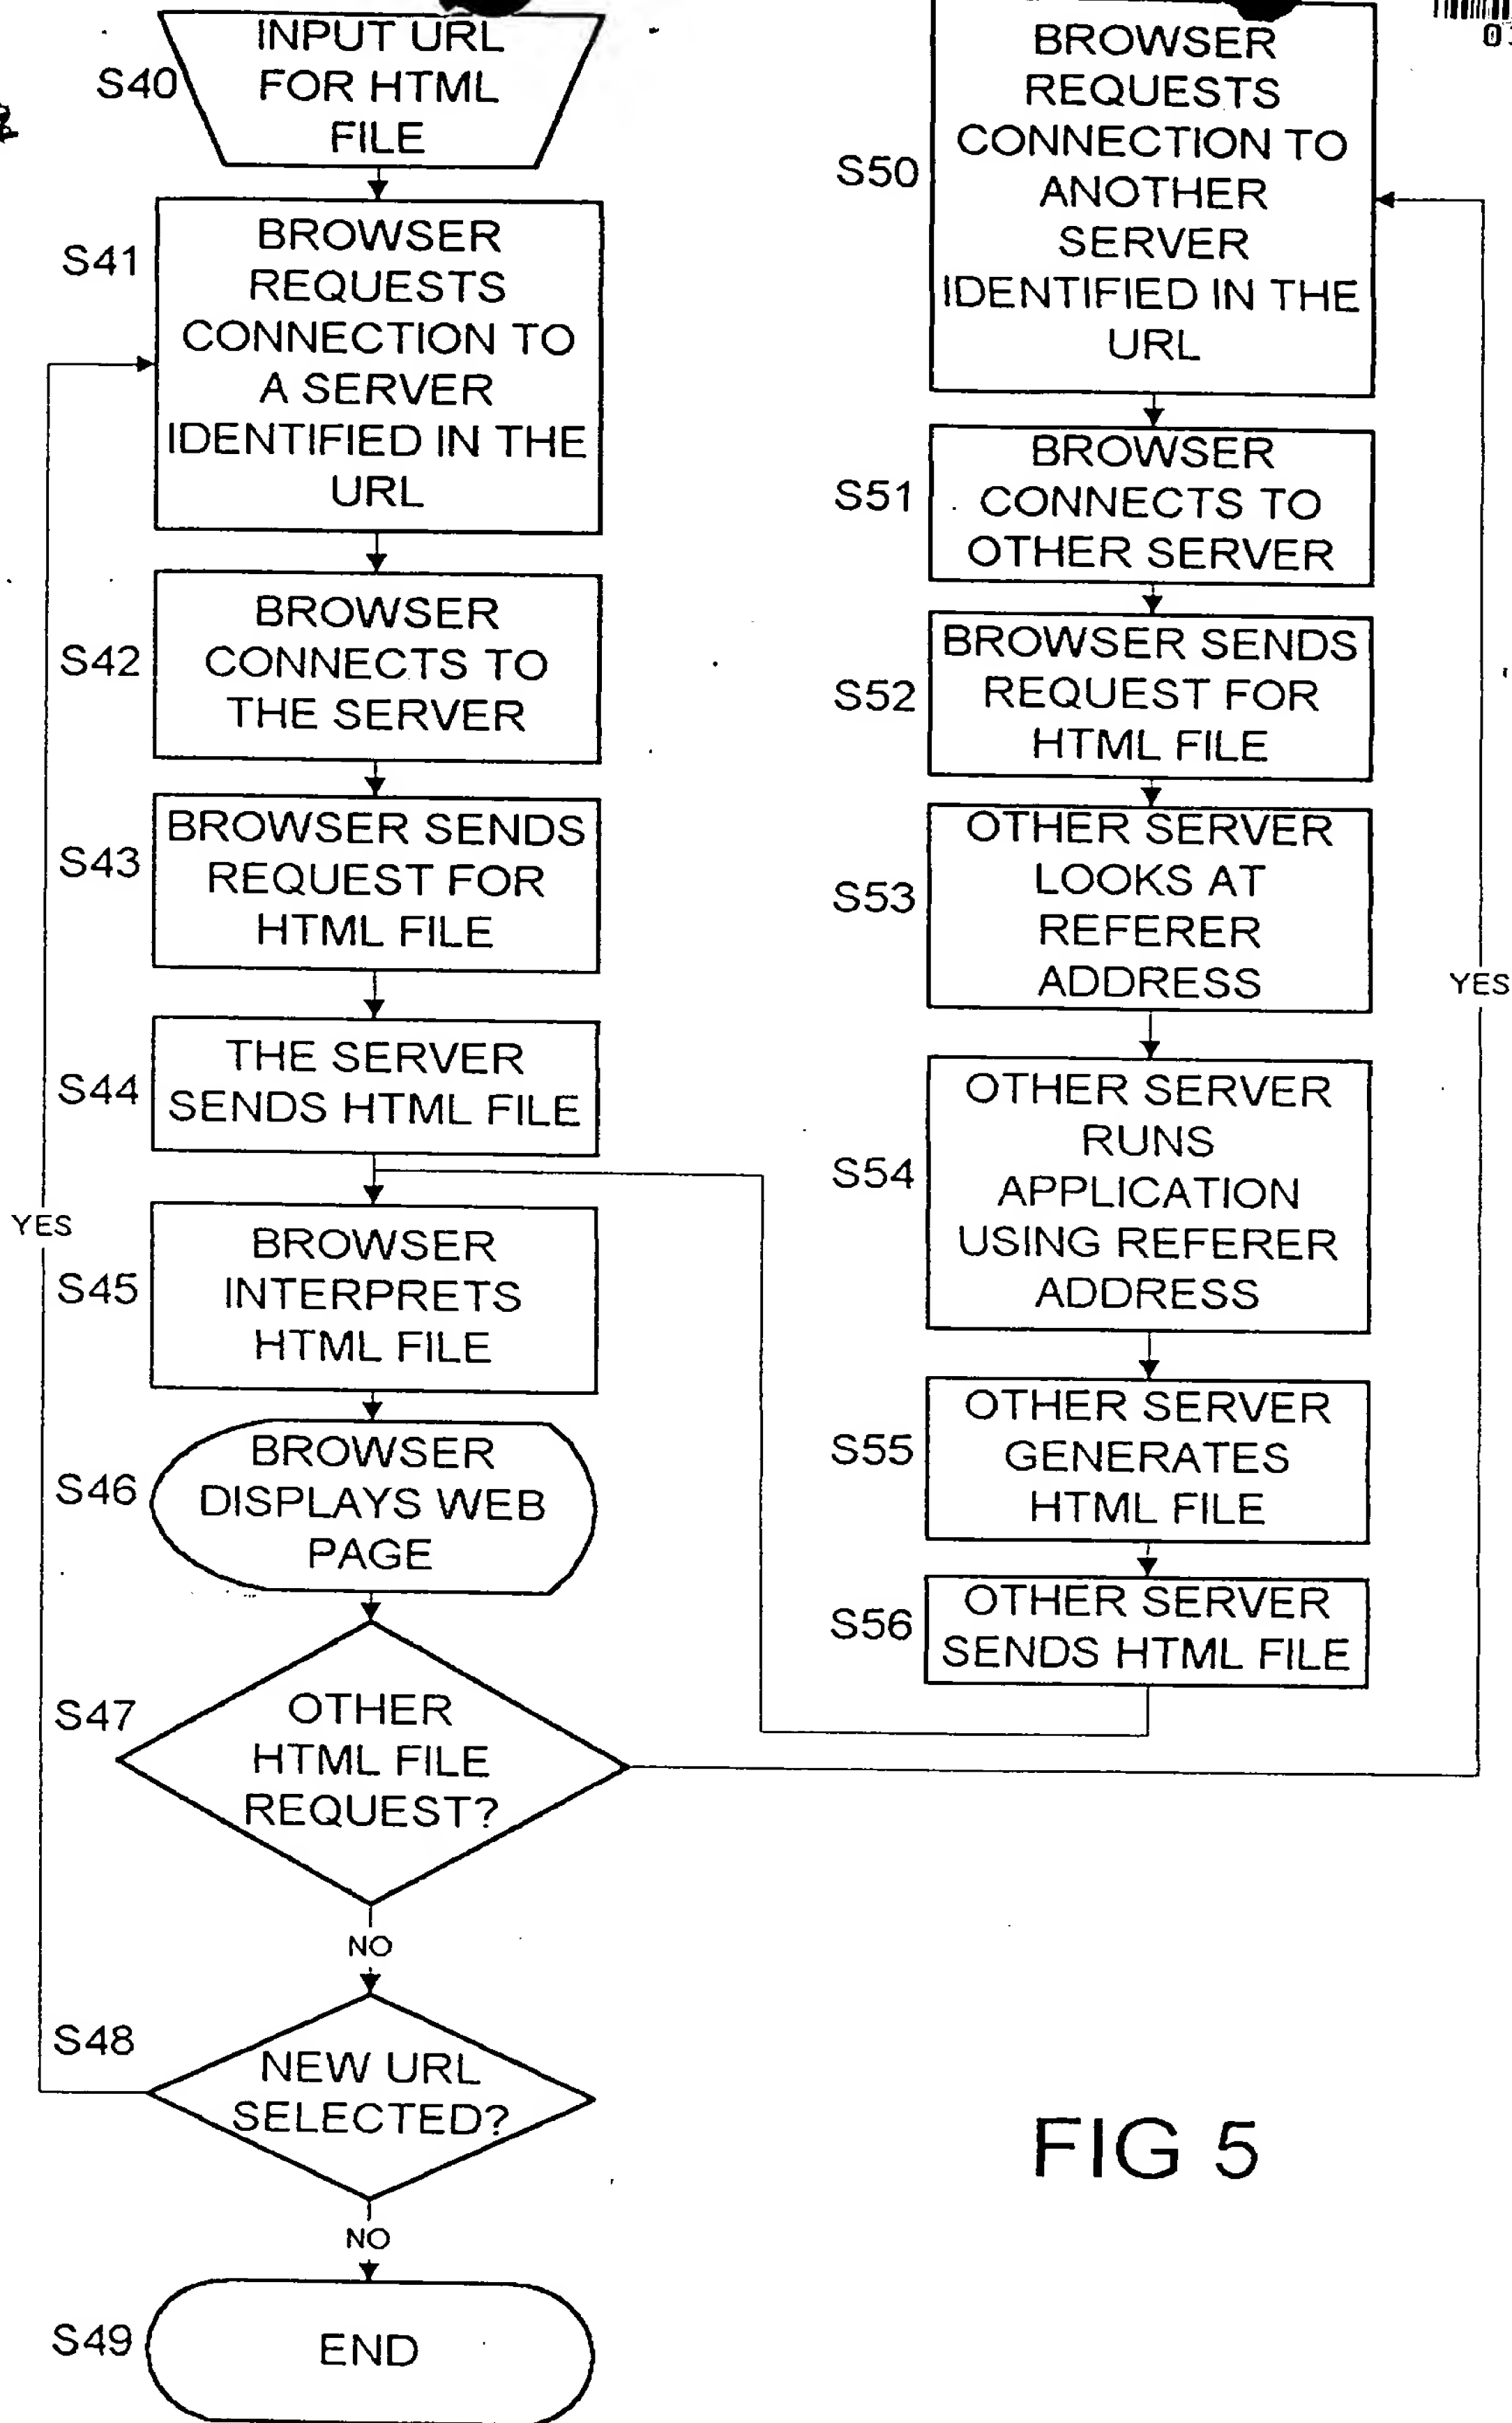 INPUT URL
FOR HTML
FILE
S40
BROWSER
REQUESTS
CONNECTION TO
A SERVER
IDENTIFIED IN THE
URL
S41
BROWSER
CONNECTS TO
THE SERVER
S42
BROWSER SENDS
REQUEST FOR
HTML FILE
S43
THE SERVER
SENDS HTML FILE
S44
YES
BROWSER
INTERPRETS
HTML FILE
S45
BROWSER
DISPLAYS WEB
PAGE
S46
OTHER
HTML FILE
REQUEST?
S47
NO
NEW URL
SELECTED?
S48
NO
END
S49
BROWSER
REQUESTS
CONNECTION TO
ANOTHER
SERVER
IDENTIFIED IN THE
URL
S50
BROWSER
CONNECTS TO
OTHER SERVER
S51
BROWSER SENDS
REQUEST FOR
HTML FILE
S52
OTHER SERVER
LOOKS AT
REFERER
ADDRESS
S53
YES
OTHER SERVER
RUNS
APPLICATION
USING REFERER
ADDRESS
S54
OTHER SERVER
GENERATES
HTML FILE
S55
OTHER SERVER
SENDS HTML FILE
S56
FIG 5